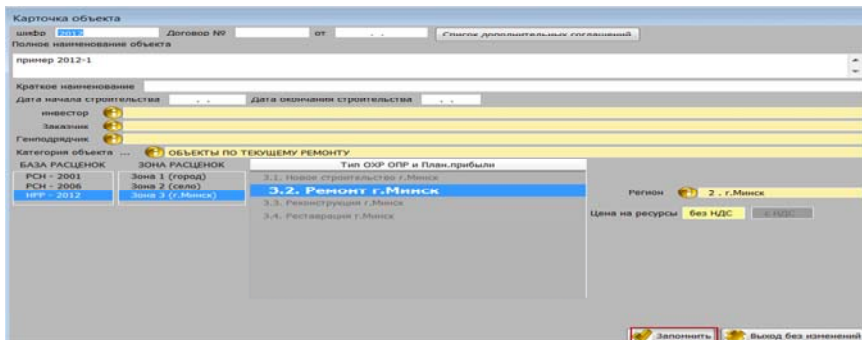 Карточка объекта
шифр 2012 Договор № от . . Список дополнительных соглашений
Полное наименование объекта
пример 2012-1
Краткое наименование
Дата начала строительства . . Дата окончания строительства . .
инвестор
Заказчик
Генподрядчик
Категория объекта ... ОБЪЕКТЫ ПО ТЕКУЩЕМУ РЕМОНТУ
БАЗА РАСЦЕНОК ЗОНА РАСЦЕНОК Тип ОХР ОПР и План.прибыли
РСН - 2001 Зона 1 (город) 3.1. Новое строительство г.Минск
РСН - 2006 Зона 2 (село) 3.2. Ремонт г.Минск Регион 2 . г.Минск
НРР - 2012 Зона 3 (г.Минск) 3.3. Реконструкция г.Минск
3.4. Реставрация г.Минск Цена на ресурсы без НДС с НДС
Запомнить Выход без изменений